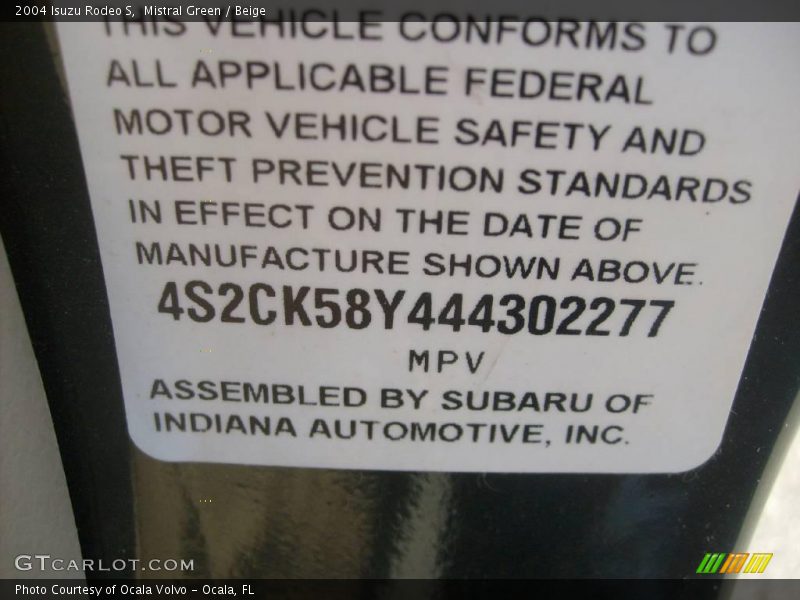 2004 Isuzu Rodeo S, Mistral Green / Beige
THIS VEHICLE CONFORMS TO
ALL APPLICABLE FEDERAL
MOTOR VEHICLE SAFETY AND
THEFT PREVENTION STANDARDS
IN EFFECT ON THE DATE OF
MANUFACTURE SHOWN ABOVE.
4S2CK58Y444302277
MPV
ASSEMBLED BY SUBARU OF
INDIANA AUTOMOTIVE, INC.
GTCARLOT.COM
Photo Courtesy of Ocala Volvo - Ocala, FL